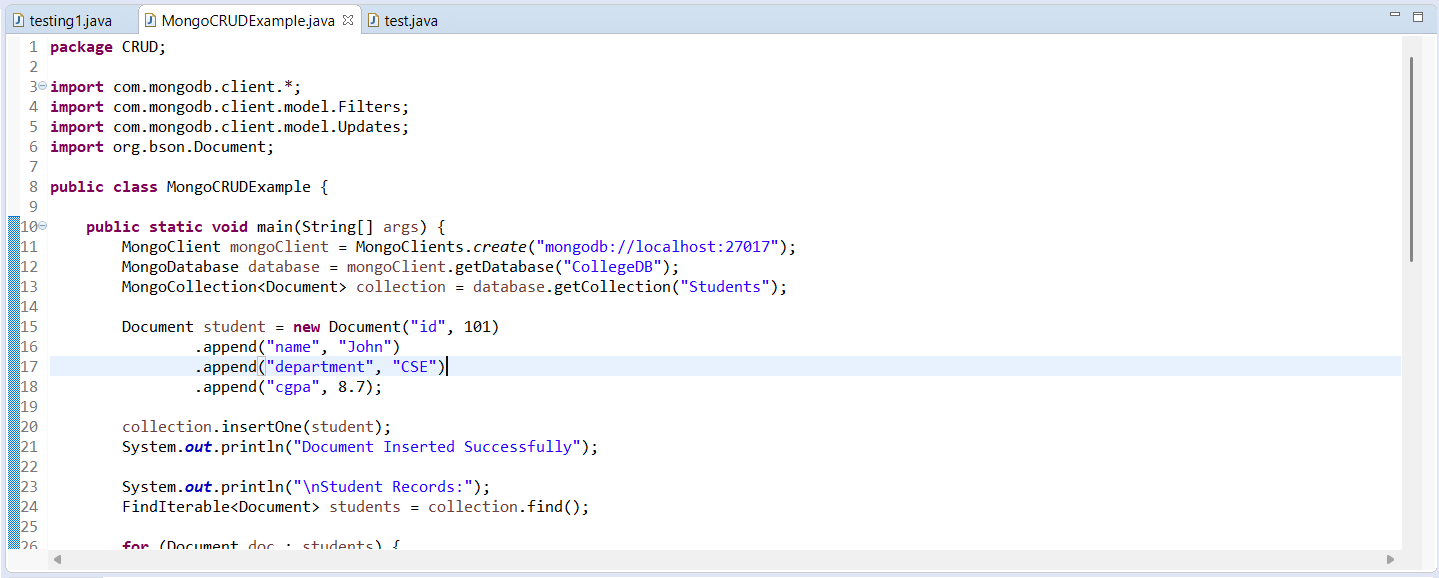 testing1.java MongoCRUDExample.java test.java
1 package CRUD;
2
3 import com.mongodb.client.*;
4 import com.mongodb.client.model.Filters;
5 import com.mongodb.client.model.Updates;
6 import org.bson.Document;
7
8 public class MongoCRUDExample {
9
10 public static void main(String[] args) {
11 MongoClient mongoClient = MongoClients.create("mongodb://localhost:27017");
12 MongoDatabase database = mongoClient.getDatabase("CollegeDB");
13 MongoCollection<Document> collection = database.getCollection("Students");
14
15 Document student = new Document("id", 101)
16 .append("name", "John")
17 .append("department", "CSE")
18 .append("cgpa", 8.7);
19
20 collection.insertOne(student);
21 System.out.println("Document Inserted Successfully");
22
23 System.out.println("\nStudent Records:");
24 FindIterable<Document> students = collection.find();
25
26 for (Document doc : students) {